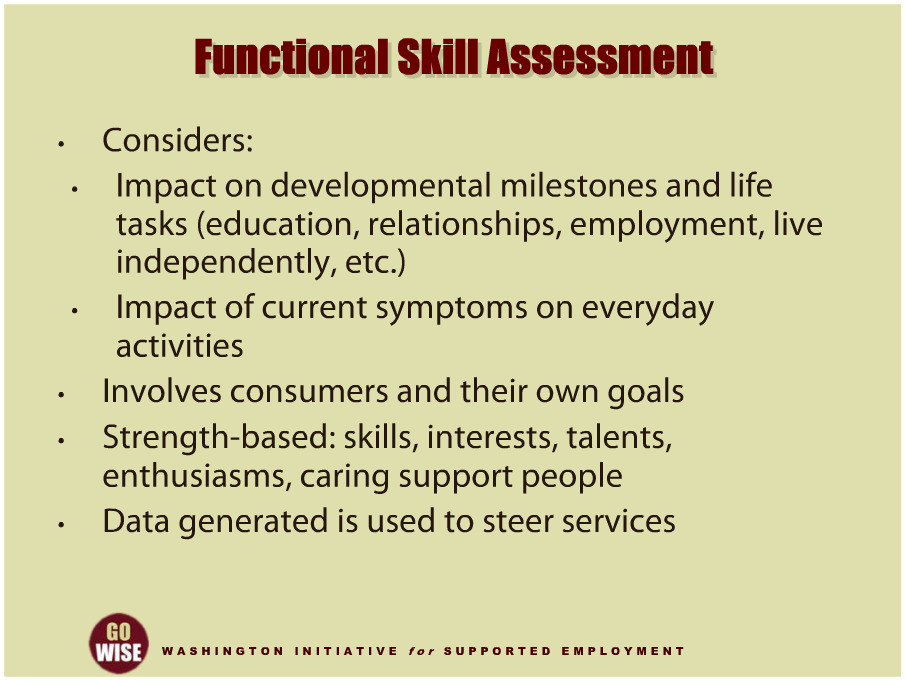 Functional Skill Assessment
• Considers:
• Impact on developmental milestones and life
tasks (education, relationships, employment, live
independently, etc.)
• Impact of current symptoms on everyday
activities
• Involves consumers and their own goals
• Strength-based: skills, interests, talents,
enthusiasms, caring support people
• Data generated is used to steer services
GO
WISE
WASHINGTON INITIATIVE for SUPPORTED EMPLOYMENT